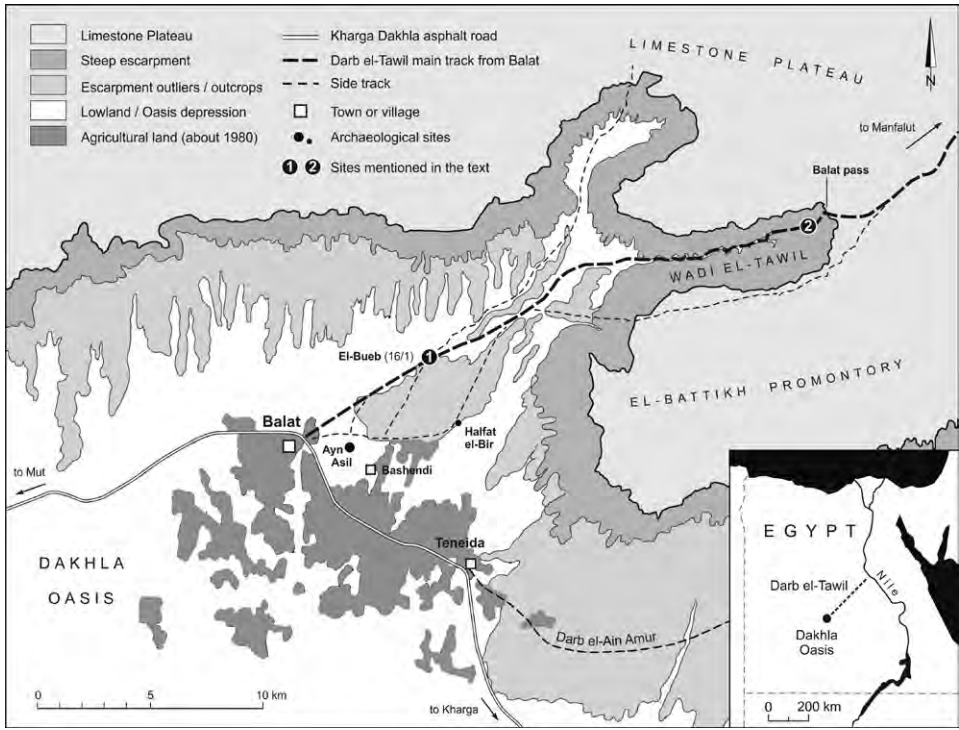 Limestone Plateau
Steep escarpment
Escarpment outliers / outcrops
Lowland / Oasis depression
Agricultural land (about 1980)
Kharga Dakhla asphalt road
Darb el-Tawil main track from Balat
Side track
Town or village
Archaeological sites
1 2 Sites mentioned in the text
LIMESTONE PLATEAU
N
to Manfalut
Balat pass
2
WADI EL-TAWIL
El-Bueb (16/1)
1
EL-BATTIKH PROMONTORY
Balat
Halfat
el-Bir
Ayn
Asil
Bashendi
to Mut
Teneida
DAKHLA
OASIS
Darb el-Ain Amur
0 5 10 km
to Kharga
EGYPT
Nile
Darb el-Tawil
Dakhla
Oasis
0 200 km